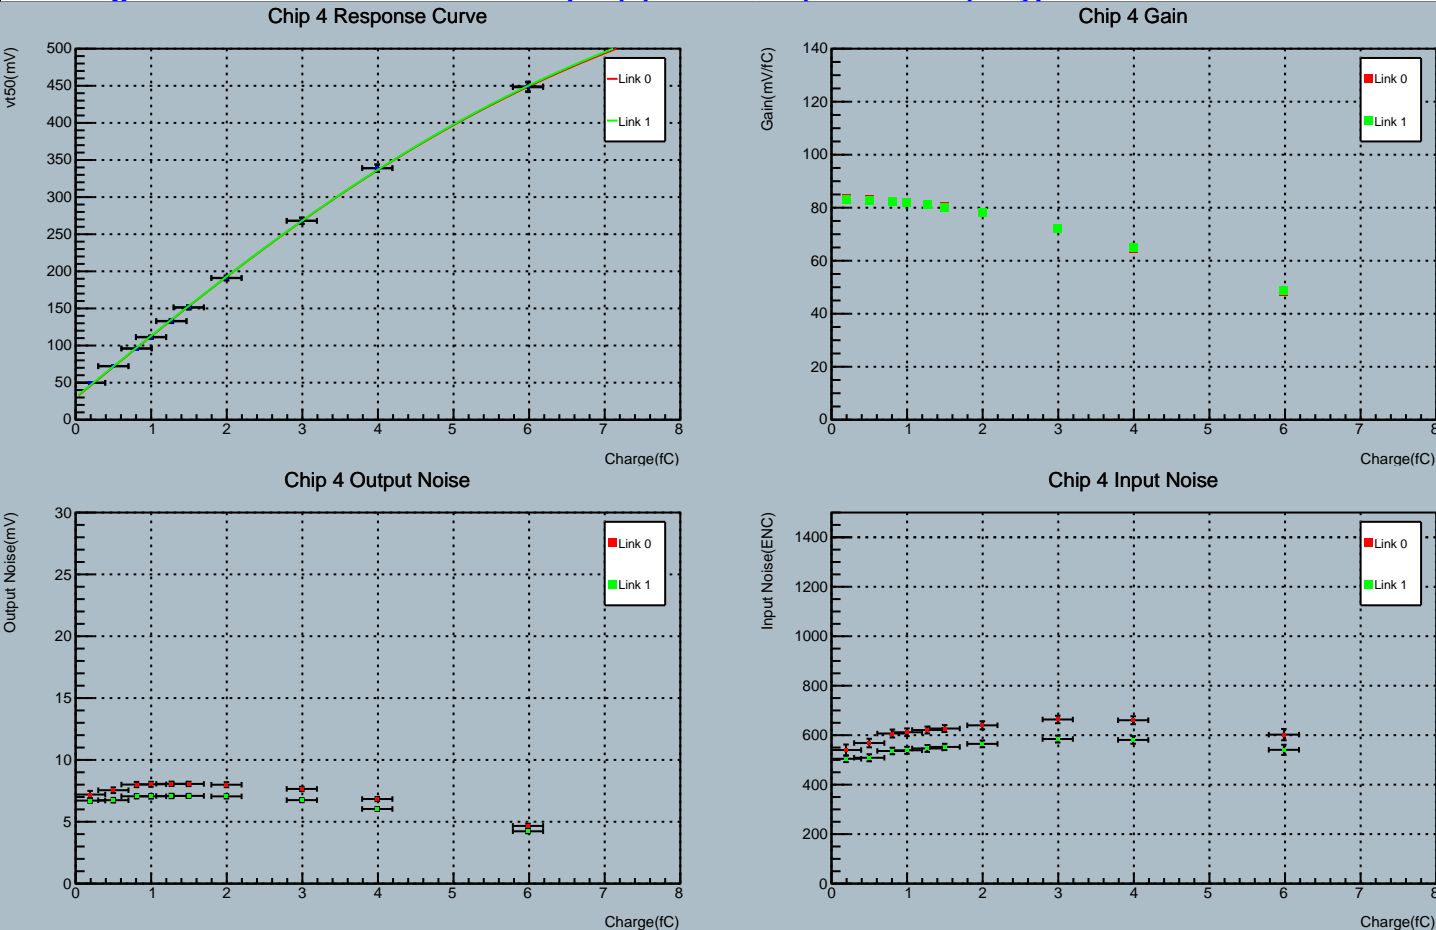 Chip 4 Response Curve
vt50(mV)
500
450
400
350
300
250
200
150
100
50
0
0 1 2 3 4 5 6 7 8
Charge(fC)
Link 0
Link 1
Chip 4 Gain
Gain(mV/fC)
140
120
100
80
60
40
20
0
0 1 2 3 4 5 6 7 8
Charge(fC)
Link 0
Link 1
Chip 4 Output Noise
Output Noise(mV)
30
25
20
15
10
5
0
0 1 2 3 4 5 6 7 8
Charge(fC)
Link 0
Link 1
Chip 4 Input Noise
Input Noise(ENC)
1400
1200
1000
800
600
400
200
0
0 1 2 3 4 5 6 7 8
Charge(fC)
Link 0
Link 1